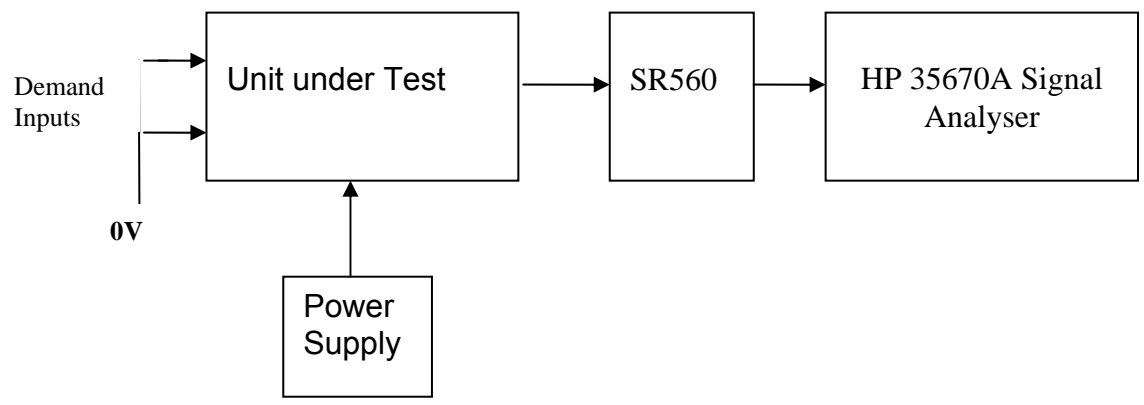 Demand
Inputs
0V
Unit under Test
SR560
HP 35670A Signal
Analyser
Power
Supply